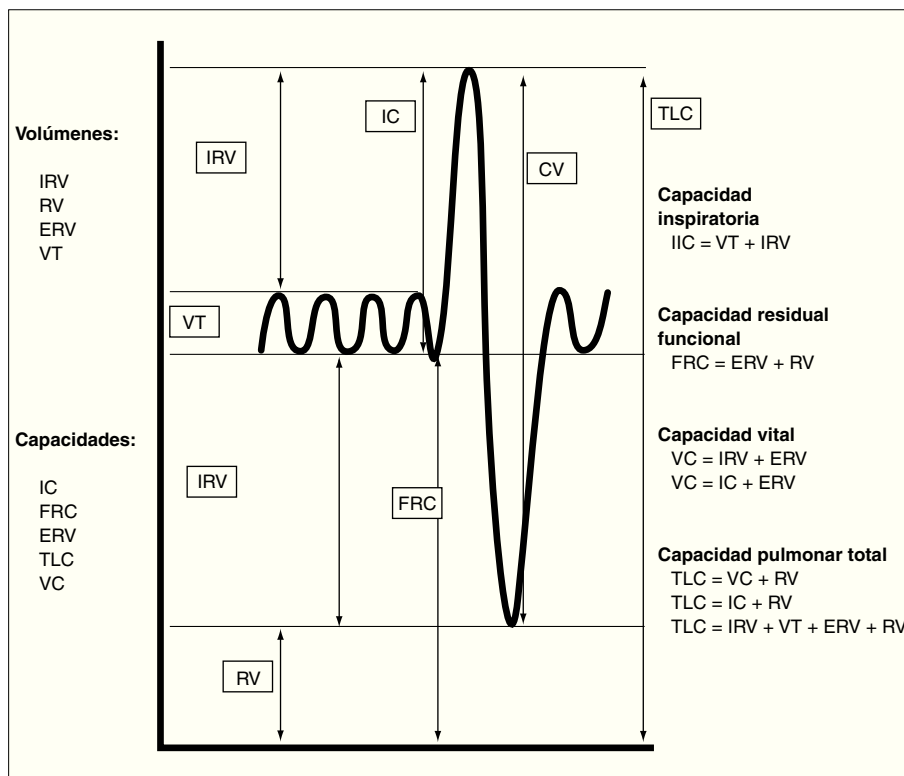 Volúmenes:
IRV
RV
ERV
VT
Capacidades:
IC
FRC
ERV
TLC
VC
IRV
VT
IRV
RV
IC
FRC
CV
TLC
Capacidad
inspiratoria
IIC = VT + IRV
Capacidad residual
funcional
FRC = ERV + RV
Capacidad vital
VC = IRV + ERV
VC = IC + ERV
Capacidad pulmonar total
TLC = VC + RV
TLC = IC + RV
TLC = IRV + VT + ERV + RV